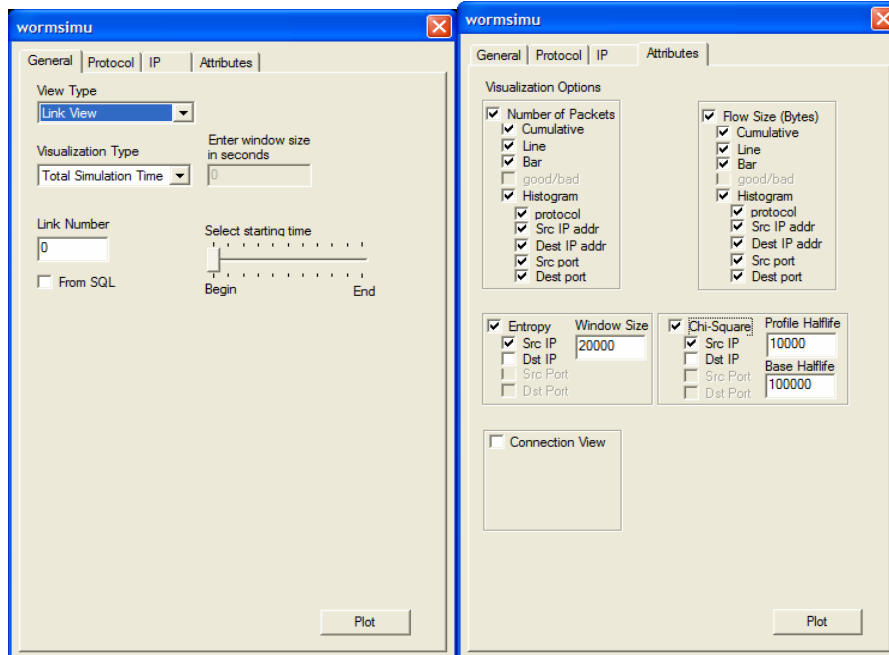 wormsimu
General Protocol IP Attributes
View Type
Link View
Visualization Type
Enter window size
in seconds
Total Simulation Time
0
Link Number
0
Select starting time
From SQL
Begin End
Plot
wormsimu
General Protocol IP Attributes
Visualization Options
Number of Packets
Cumulative
Line
Bar
good/bad
Histogram
protocol
Src IP addr
Dest IP addr
Src port
Dest port
Flow Size (Bytes)
Cumulative
Line
Bar
good/bad
Histogram
protocol
Src IP addr
Dest IP addr
Src port
Dest port
Entropy Window Size
Src IP 20000
Dst IP
Src Port
Dst Port
Chi-Square Profile Halflife
Src IP 10000
Dst IP Base Halflife
Src Port 100000
Dst Port
Connection View
Plot